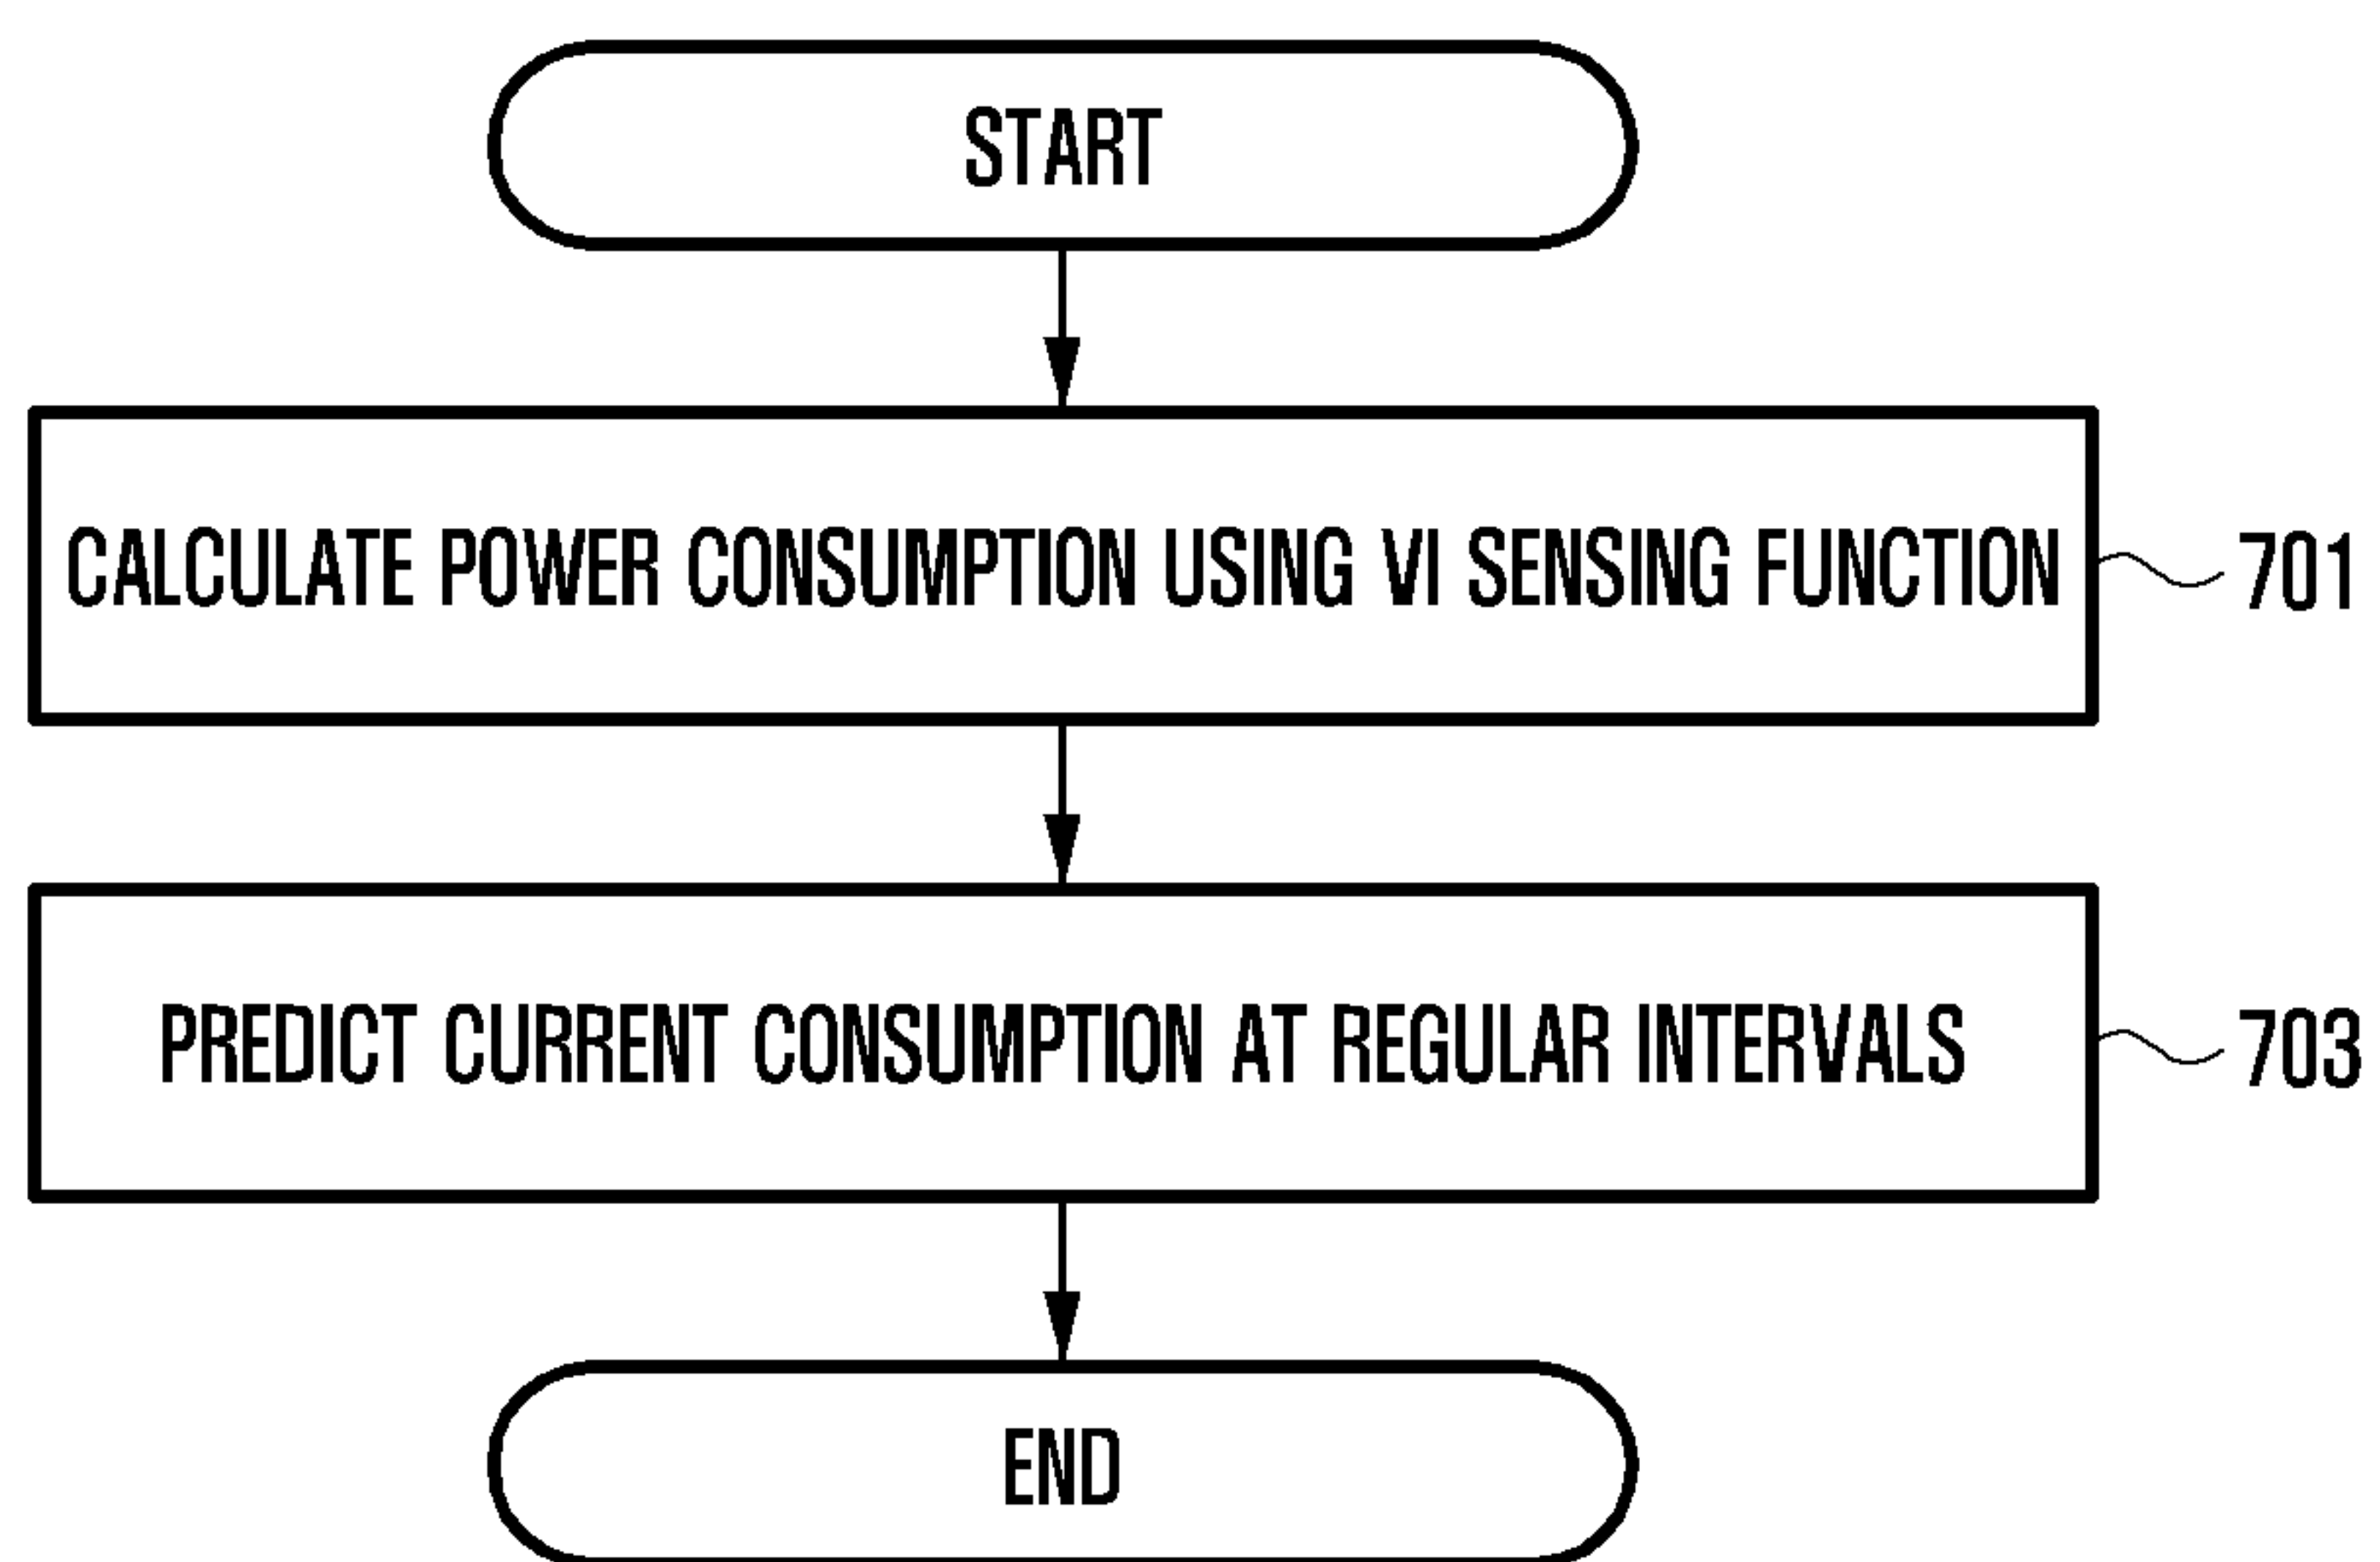 START
CALCULATE POWER CONSUMPTION USING VI SENSING FUNCTION
701
PREDICT CURRENT CONSUMPTION AT REGULAR INTERVALS
703
END